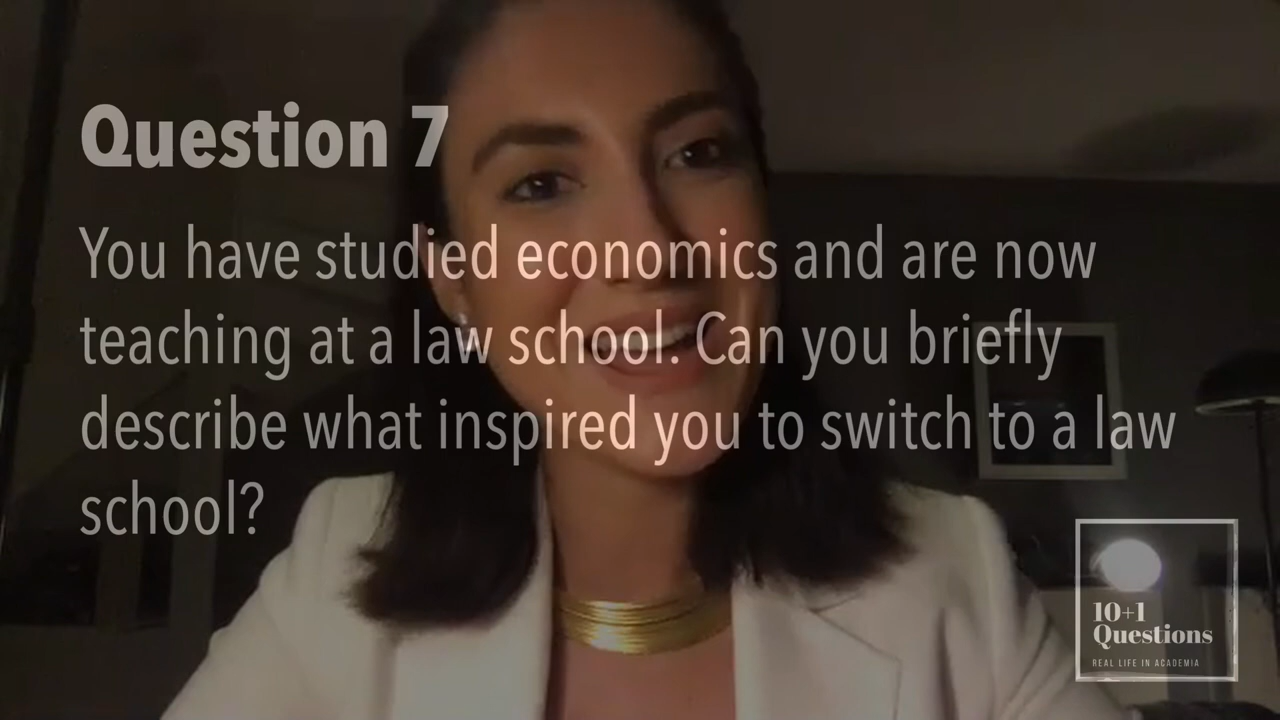 Question 7
You have studied economics and are now
teaching at a law school. Can you briefly
describe what inspired you to switch to a law
school?
10+1
Questions
REAL LIFE IN ACADEMIA